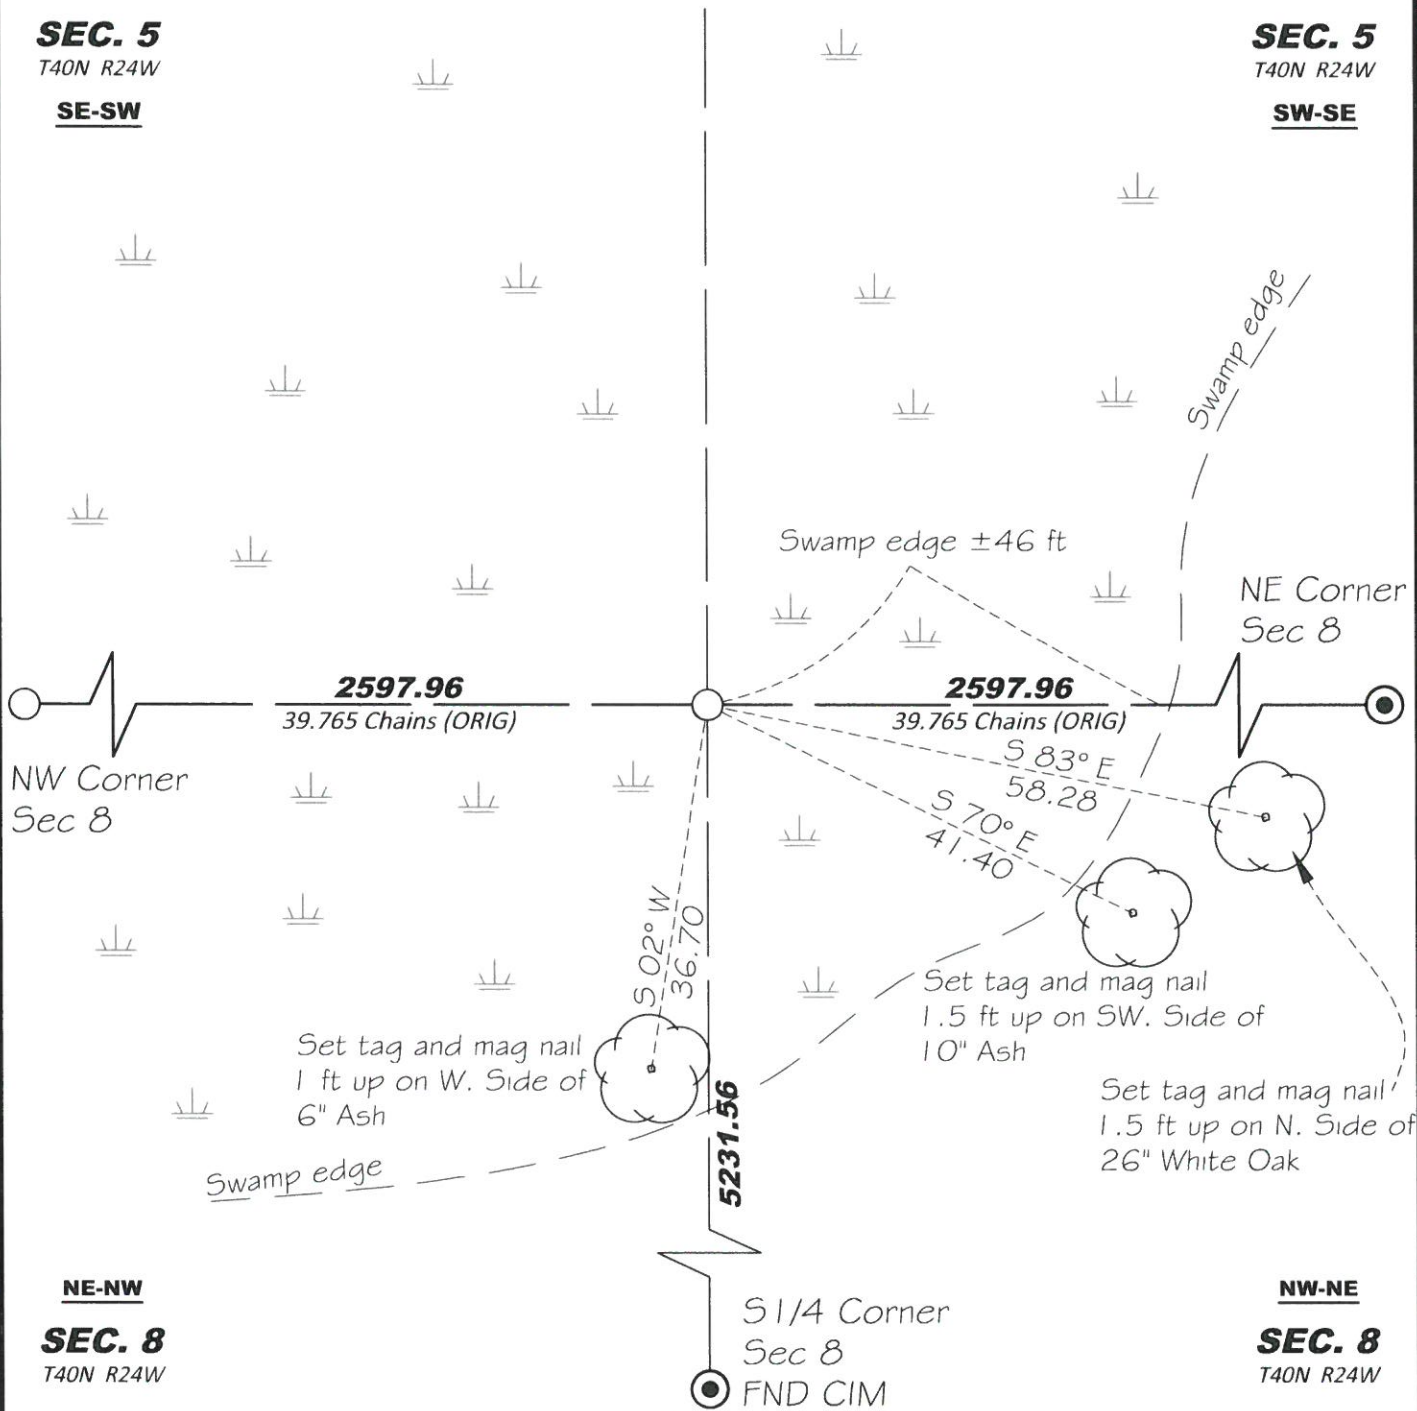 SEC. 5
T40N R24W
SE-SW
SEC. 5
T40N R24W
SW-SE
Swamp edge
Swamp edge ±46 ft
NE Corner
Sec 8
2597.96
39.765 Chains (ORIG)
2597.96
39.765 Chains (ORIG)
NW Corner
Sec 8
S 83° E
58.28
S 70° E
41.40
S 02° W
36.70
Set tag and mag nail
1.5 ft up on SW. Side of
10" Ash
Set tag and mag nail
1 ft up on W. Side of
6" Ash
Set tag and mag nail
1.5 ft up on N. Side of
26" White Oak
5231.56
Swamp edge
NE-NW
SEC. 8
T40N R24W
S1/4 Corner
Sec 8
FND CIM
NW-NE
SEC. 8
T40N R24W